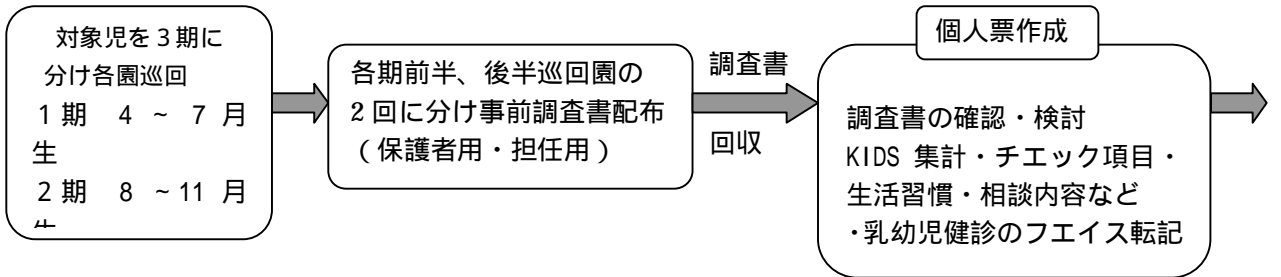 対象児を3期に
分け各園巡回
1期 4 ~ 7 月
生
2期 8 ~11 月
各期前半、後半巡回園の
2回に分け事前調査書配布
(保護者用・担任用)
調査書
回収
個人票作成
調査書の確認・検討
KIDS 集計・チエック項目・
生活習慣・相談内容など
・乳幼児健診のフエイス転記